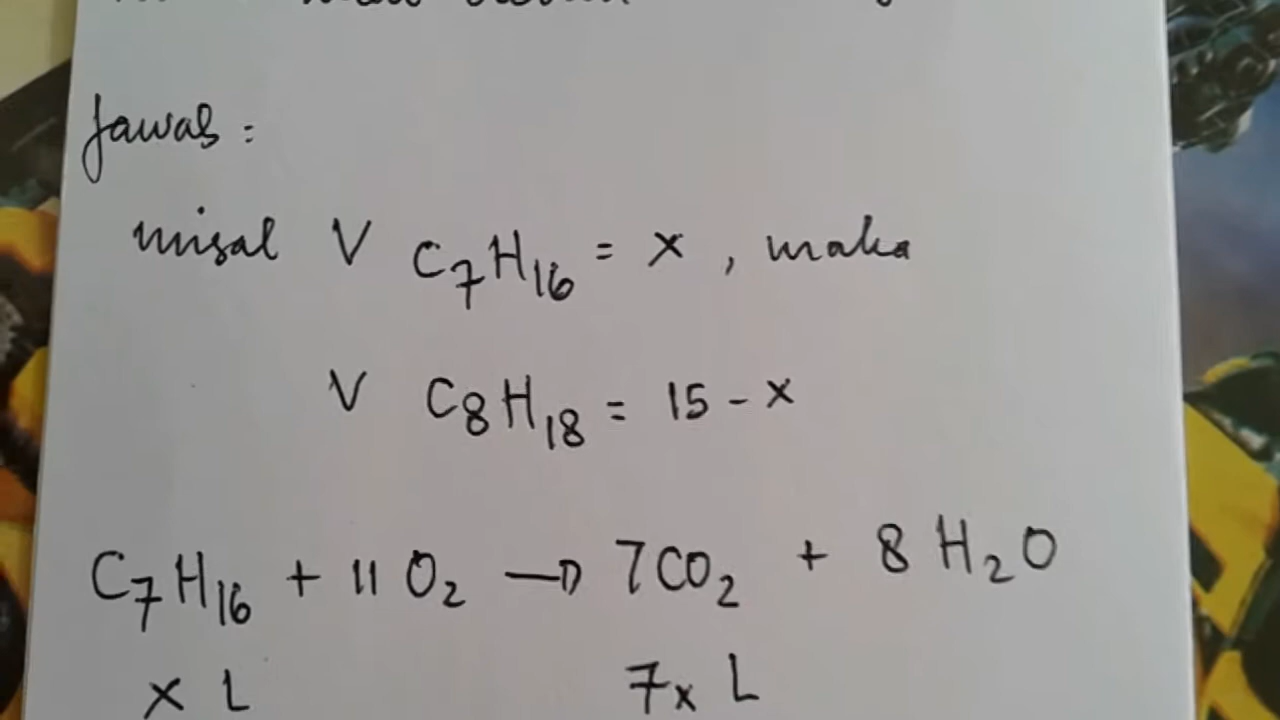 Jawab :
misal V C₇H₁₆ = x , maka
V C₈H₁₈ = 15 - x
C₇H₁₆ + 11 O₂ → 7CO₂ + 8 H₂O
x L 7x L